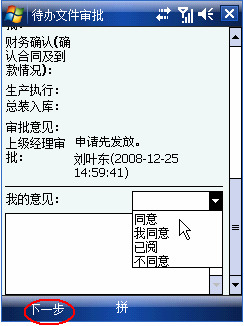 待办文件审批
批:
财务确认(确
认合同及到
款情况):
生产执行:
总装入库:
审批意见:
上级经理审
批:
申请先发放。
刘叶东(2008-12-25
14:59:41)
我的意见:
同意
我同意
已阅
不同意
下一步
拼